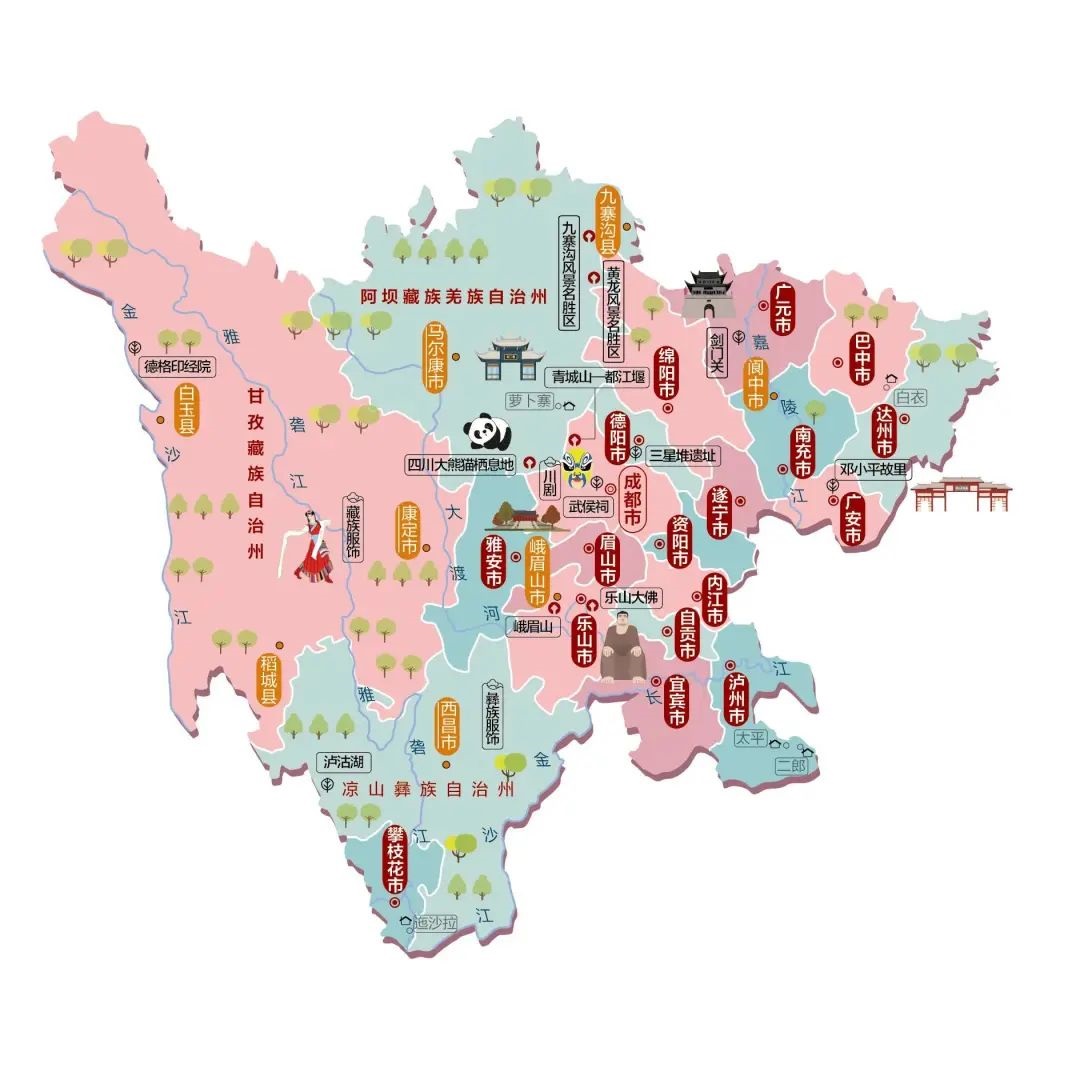 九寨沟县
九寨沟风景名胜区
黄龙风景名胜区
阿坝藏族羌族自治州
广元市
剑门关
嘉
陵
江
巴中市
金
沙
江
雅
砻
江
马尔康市
绵阳市
阆中市
德格印经院
白玉县
甘孜藏族自治州
青城山—都江堰
萝卜寨
白衣
达州市
德阳市
南充市
三星堆遗址
四川大熊猫栖息地
川剧
武侯祠
成都市
邓小平故里
遂宁市
广安市
藏族服饰
康定市
大
渡
河
雅安市
峨眉山市
眉山市
资阳市
内江市
乐山大佛
峨眉山
乐山市
自贡市
稻城县
宜宾市
泸州市
长
江
太平
二郎
雅
砻
江
西昌市
彝族服饰
泸沽湖
凉山彝族自治州
金
沙
江
攀枝花市
迤沙拉